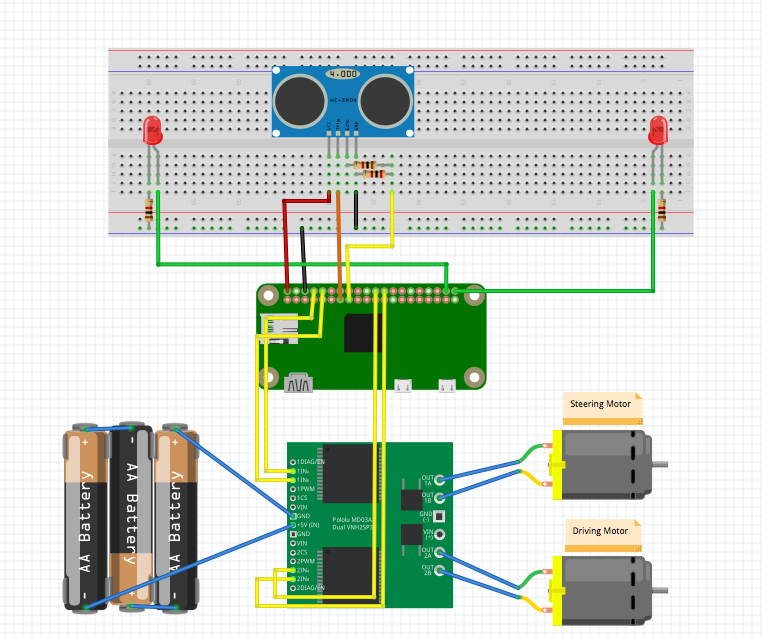 4.000
HC-SR04
VCC
Trig
Echo
GND
Steering Motor
Driving Motor
+
AA Battery
-
-
AA Battery
+
AA Battery
-
1DIAG/EN
1INA
1INB
1PWM
1CS
VIN
GND
+5V (IN)
GND
VIN
2CS
2PWM
2INA
2INB
2DIAG/EN
Pololu MD03A
Dual VNH2SP3
OUT
1A
OUT
1B
GND
(-)
VIN
(+)
OUT
2A
OUT
2B